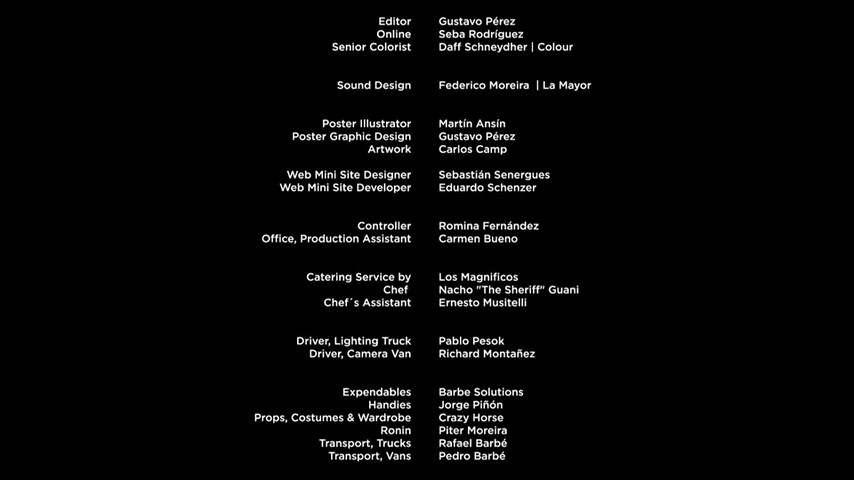 Editor Gustavo Pérez
Online Seba Rodríguez
Senior Colorist Daff Schneydher | Colour
Sound Design Federico Moreira | La Mayor
Poster Illustrator Martín Ansín
Poster Graphic Design Gustavo Pérez
Artwork Carlos Camp
Web Mini Site Designer Sebastián Senergues
Web Mini Site Developer Eduardo Schenzer
Controller Romina Fernández
Office, Production Assistant Carmen Bueno
Catering Service by Los Magnificos
Chef Nacho "The Sheriff" Guani
Chef´s Assistant Ernesto Musitelli
Driver, Lighting Truck Pablo Pesok
Driver, Camera Van Richard Montañez
Expendables Barbe Solutions
Handies Jorge Piñón
Props, Costumes & Wardrobe Crazy Horse
Ronin Piter Moreira
Transport, Trucks Rafael Barbé
Transport, Vans Pedro Barbé